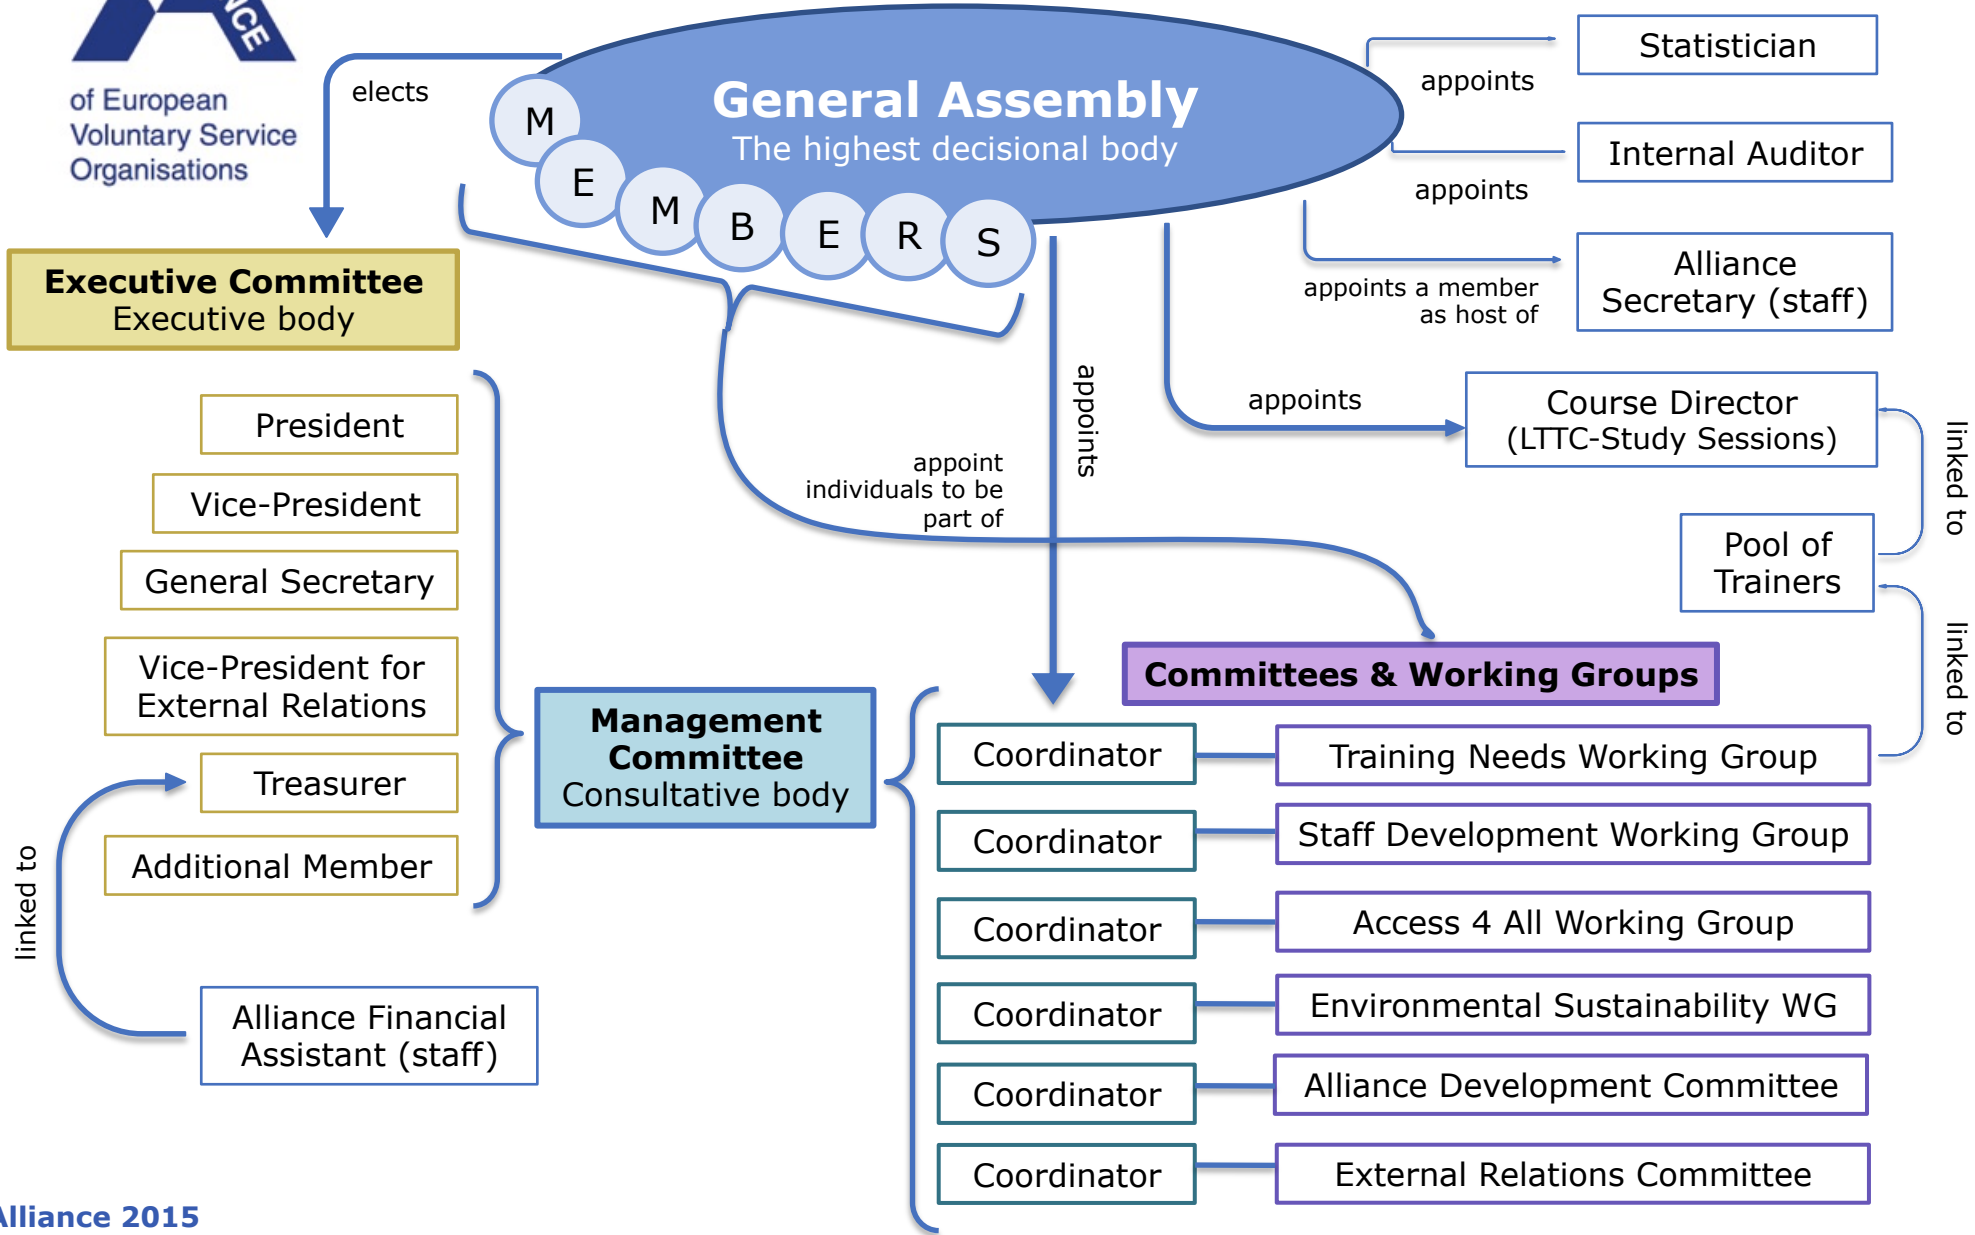 NCE
of European
Voluntary Service
Organisations
elects
M
E
M
B
E
R
S
General Assembly
The highest decisional body
appoints
Statistician
appoints
Internal Auditor
appoints a member
as host of
Alliance
Secretary (staff)
Executive Committee
Executive body
President
Vice-President
General Secretary
Vice-President for
External Relations
Treasurer
Additional Member
linked to
Alliance Financial
Assistant (staff)
appoint
individuals to be
part of
appoints
appoints
Course Director
(LTTC-Study Sessions)
linked to
Pool of
Trainers
linked to
Management
Committee
Consultative body
Committees & Working Groups
Coordinator
Training Needs Working Group
Coordinator
Staff Development Working Group
Coordinator
Access 4 All Working Group
Coordinator
Environmental Sustainability WG
Coordinator
Alliance Development Committee
Coordinator
External Relations Committee
Alliance 2015